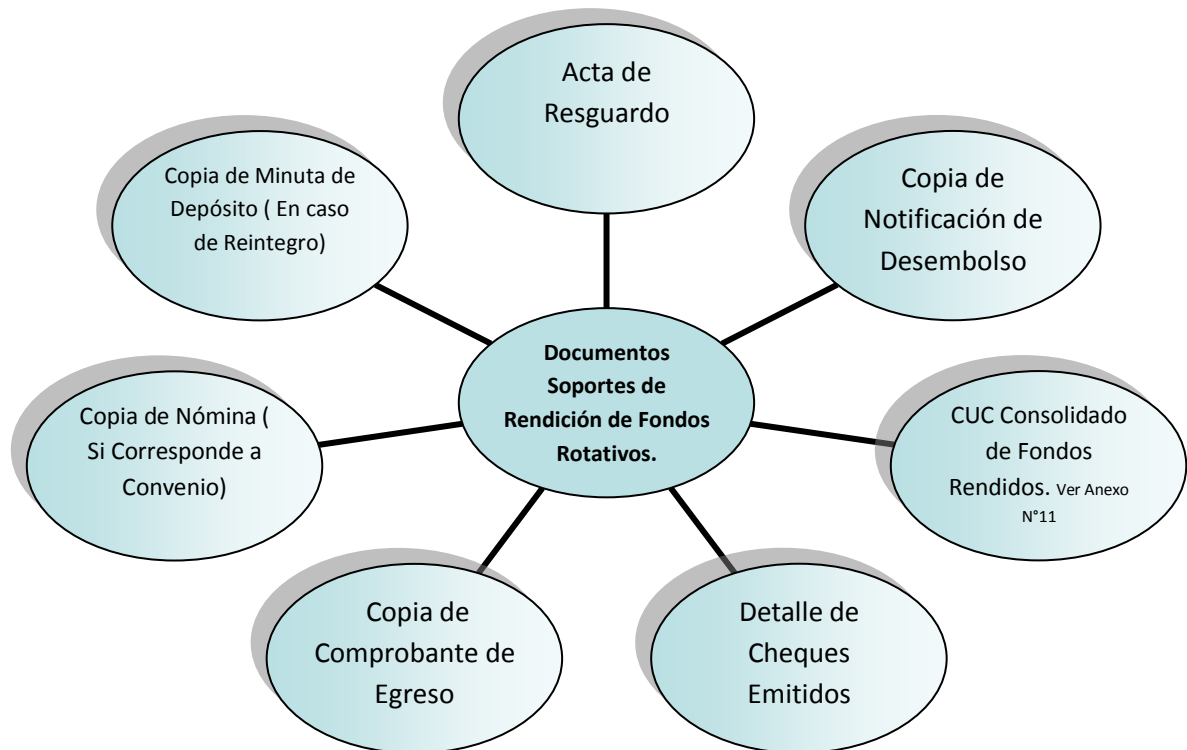 Acta de
Resguardo
Copia de
Notificación de
Desembolso
CUC Consolidado
de Fondos
Rendidos. Ver Anexo
N°11
Detalle de
Cheques
Emitidos
Copia de
Comprobante de
Egreso
Copia de Nómina (
Si Corresponde a
Convenio)
Copia de Minuta de
Depósito ( En caso
de Reintegro)
Documentos
Soportes de
Rendición de Fondos
Rotativos.